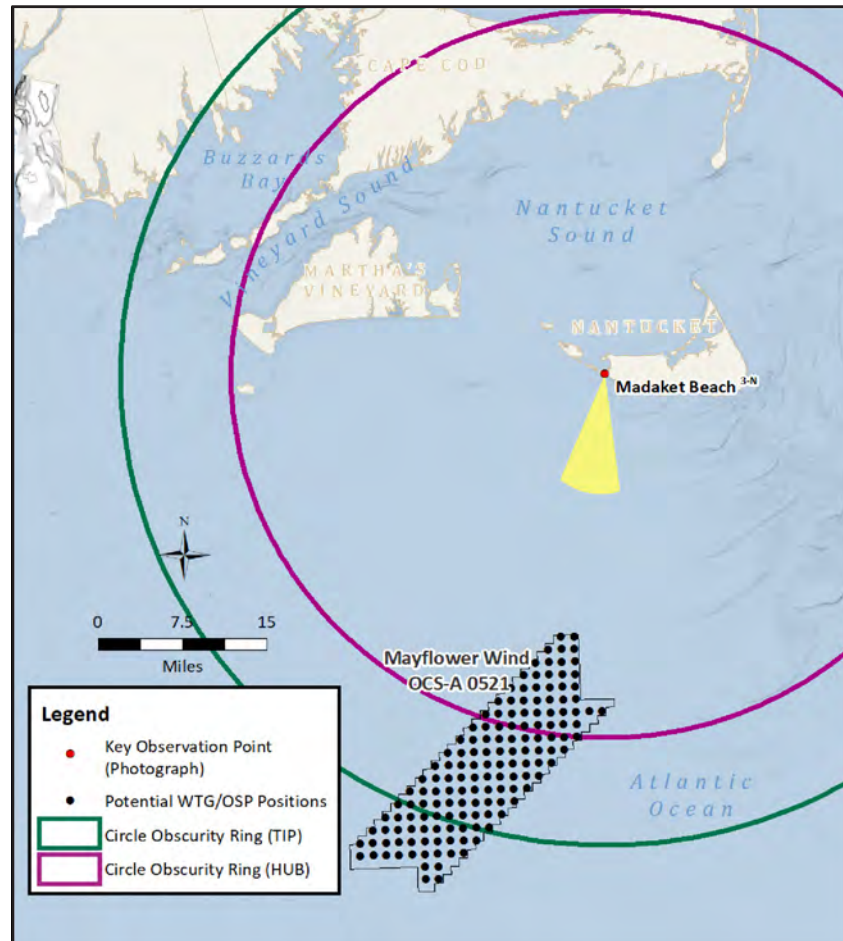 CAPE COD
Buzzards
Bay
Vineyard Sound
Nantucket
Sound
MARTHA'S
VINEYARD
NANTUCKET
Madaket Beach 3-N
N
0 7.5 15
Miles
Mayflower Wind
OCS-A 0521
Atlantic
Ocean
Legend
Key Observation Point
(Photograph)
Potential WTG/OSP Positions
Circle Obscurity Ring (TIP)
Circle Obscurity Ring (HUB)